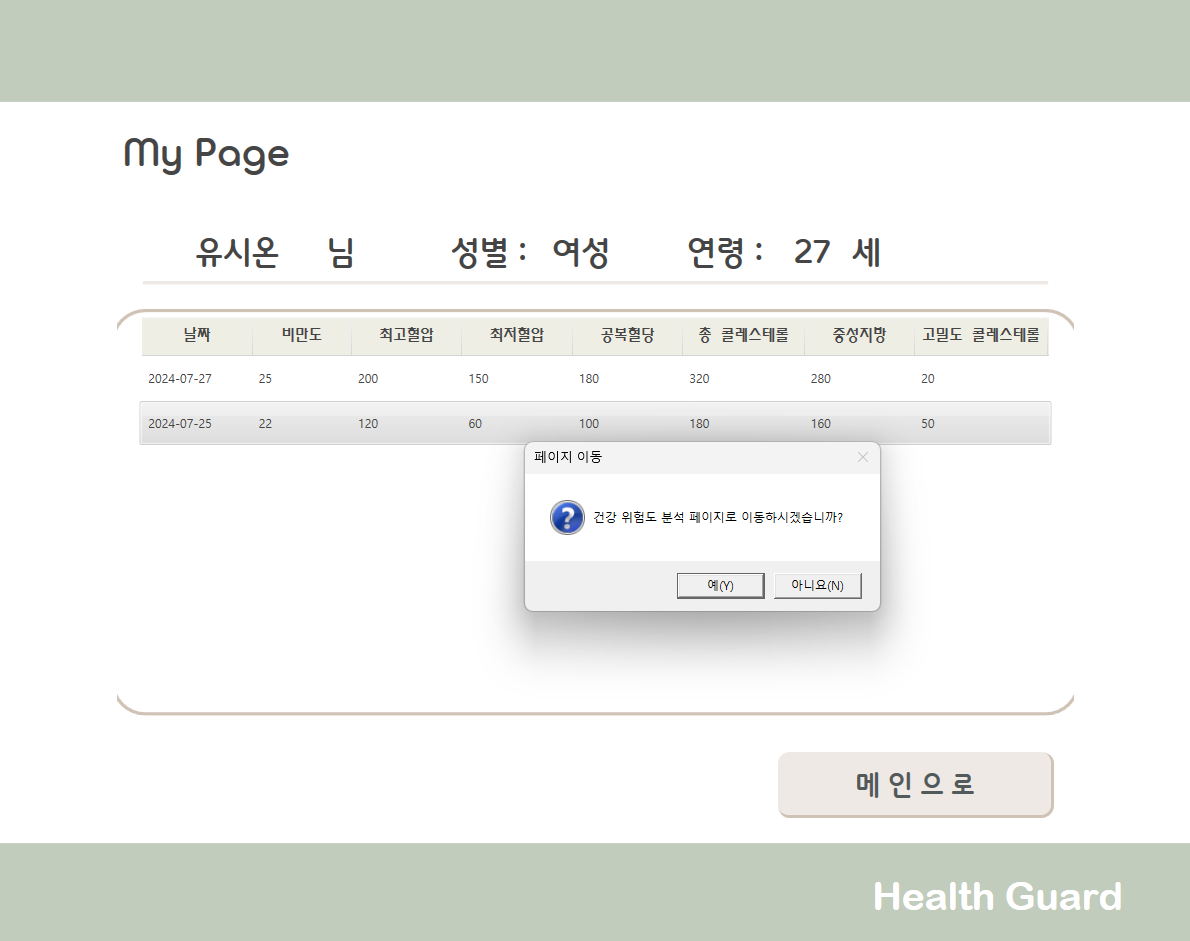 My Page
유시온 님 성별 : 여성 연령 : 27 세
날짜 비만도 최고혈압 최저혈압 공복혈당 총 콜레스테롤 중성지방 고밀도 콜레스테롤
2024-07-27 25 200 150 180 320 280 20
2024-07-25 22 120 60 100 180 160 50
페이지 이동
건강 위험도 분석 페이지로 이동하시겠습니까?
예(Y) 아니요(N)
메인으로
Health Guard